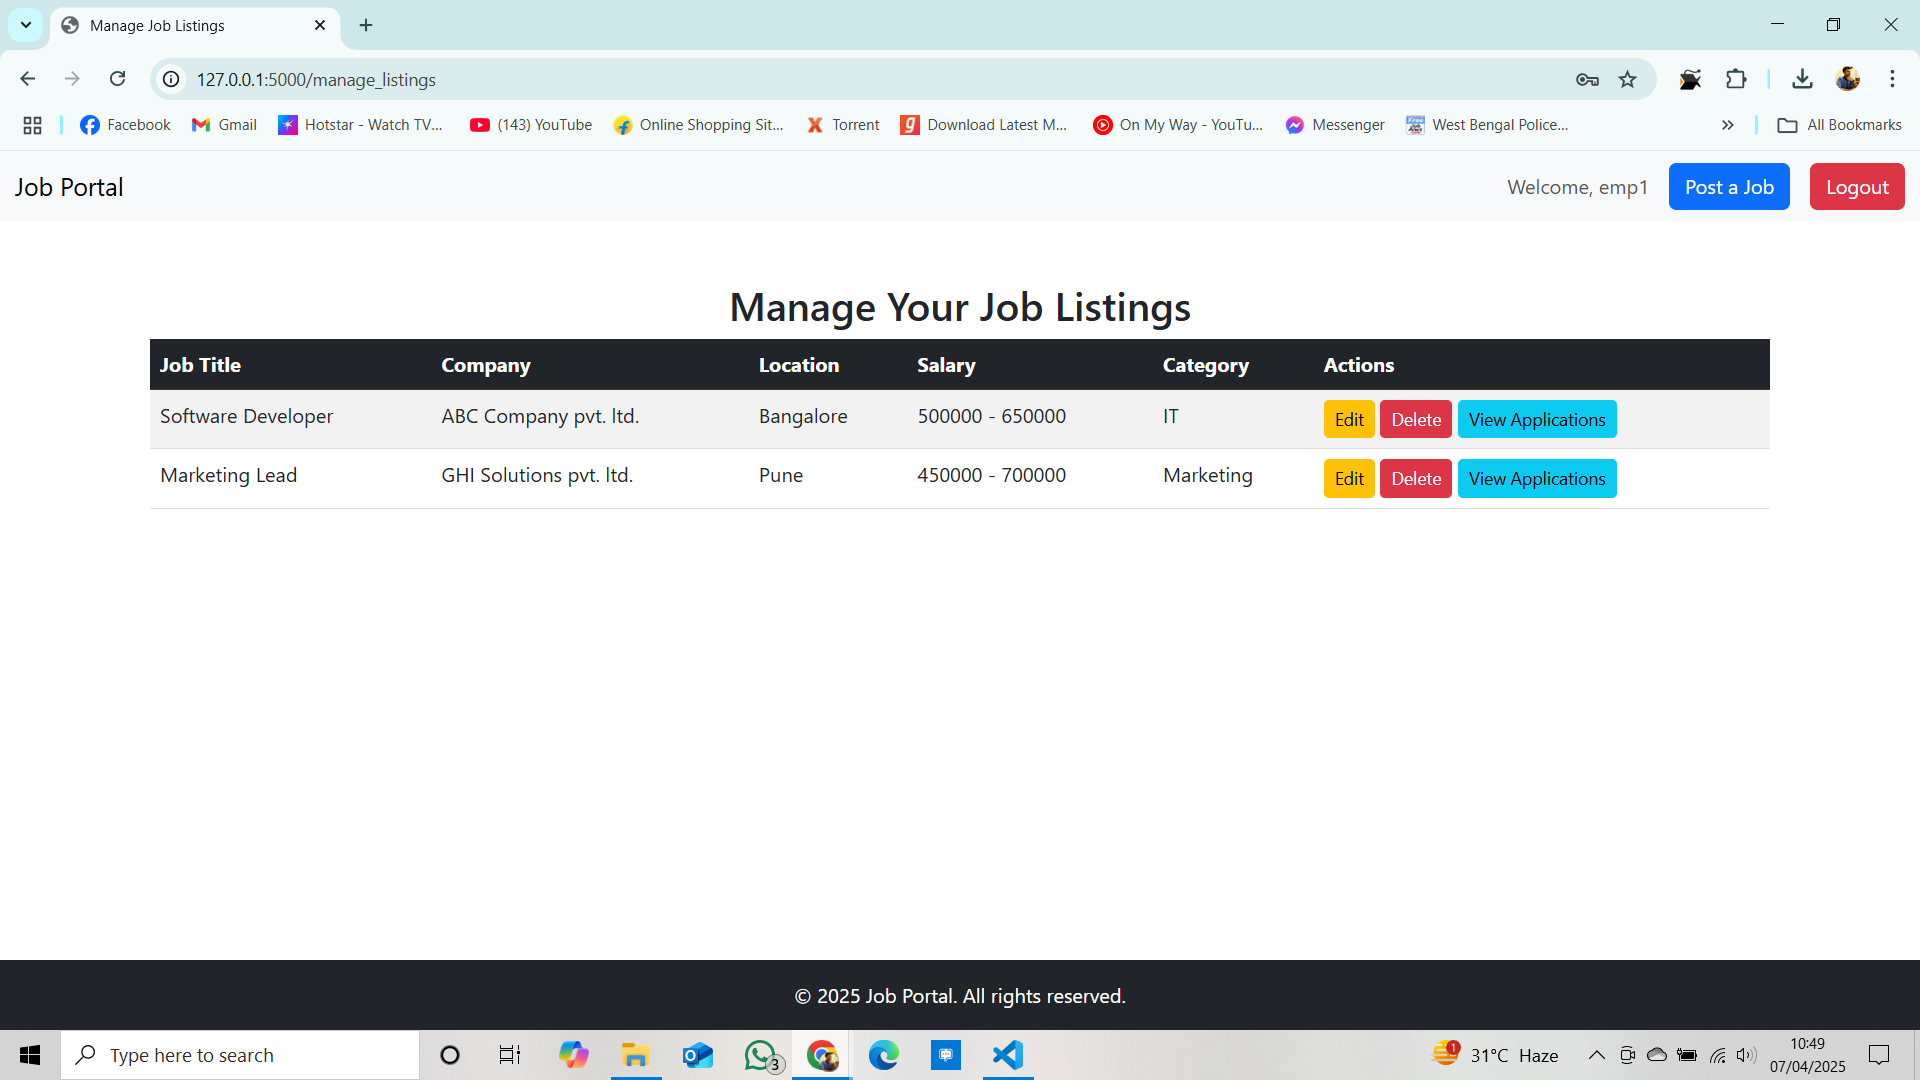 Manage Job Listings
127.0.0.1:5000/manage_listings
Facebook Gmail Hotstar - Watch TV... (143) YouTube Online Shopping Sit... Torrent Download Latest M... On My Way - YouTu... Messenger West Bengal Police... » All Bookmarks
Job Portal Welcome, emp1 Post a Job Logout
Manage Your Job Listings
Job Title Company Location Salary Category Actions
Software Developer ABC Company pvt. ltd. Bangalore 500000 - 650000 IT Edit Delete View Applications
Marketing Lead GHI Solutions pvt. ltd. Pune 450000 - 700000 Marketing Edit Delete View Applications
© 2025 Job Portal. All rights reserved.
Type here to search 3 1 31°C Haze 10:49
07/04/2025